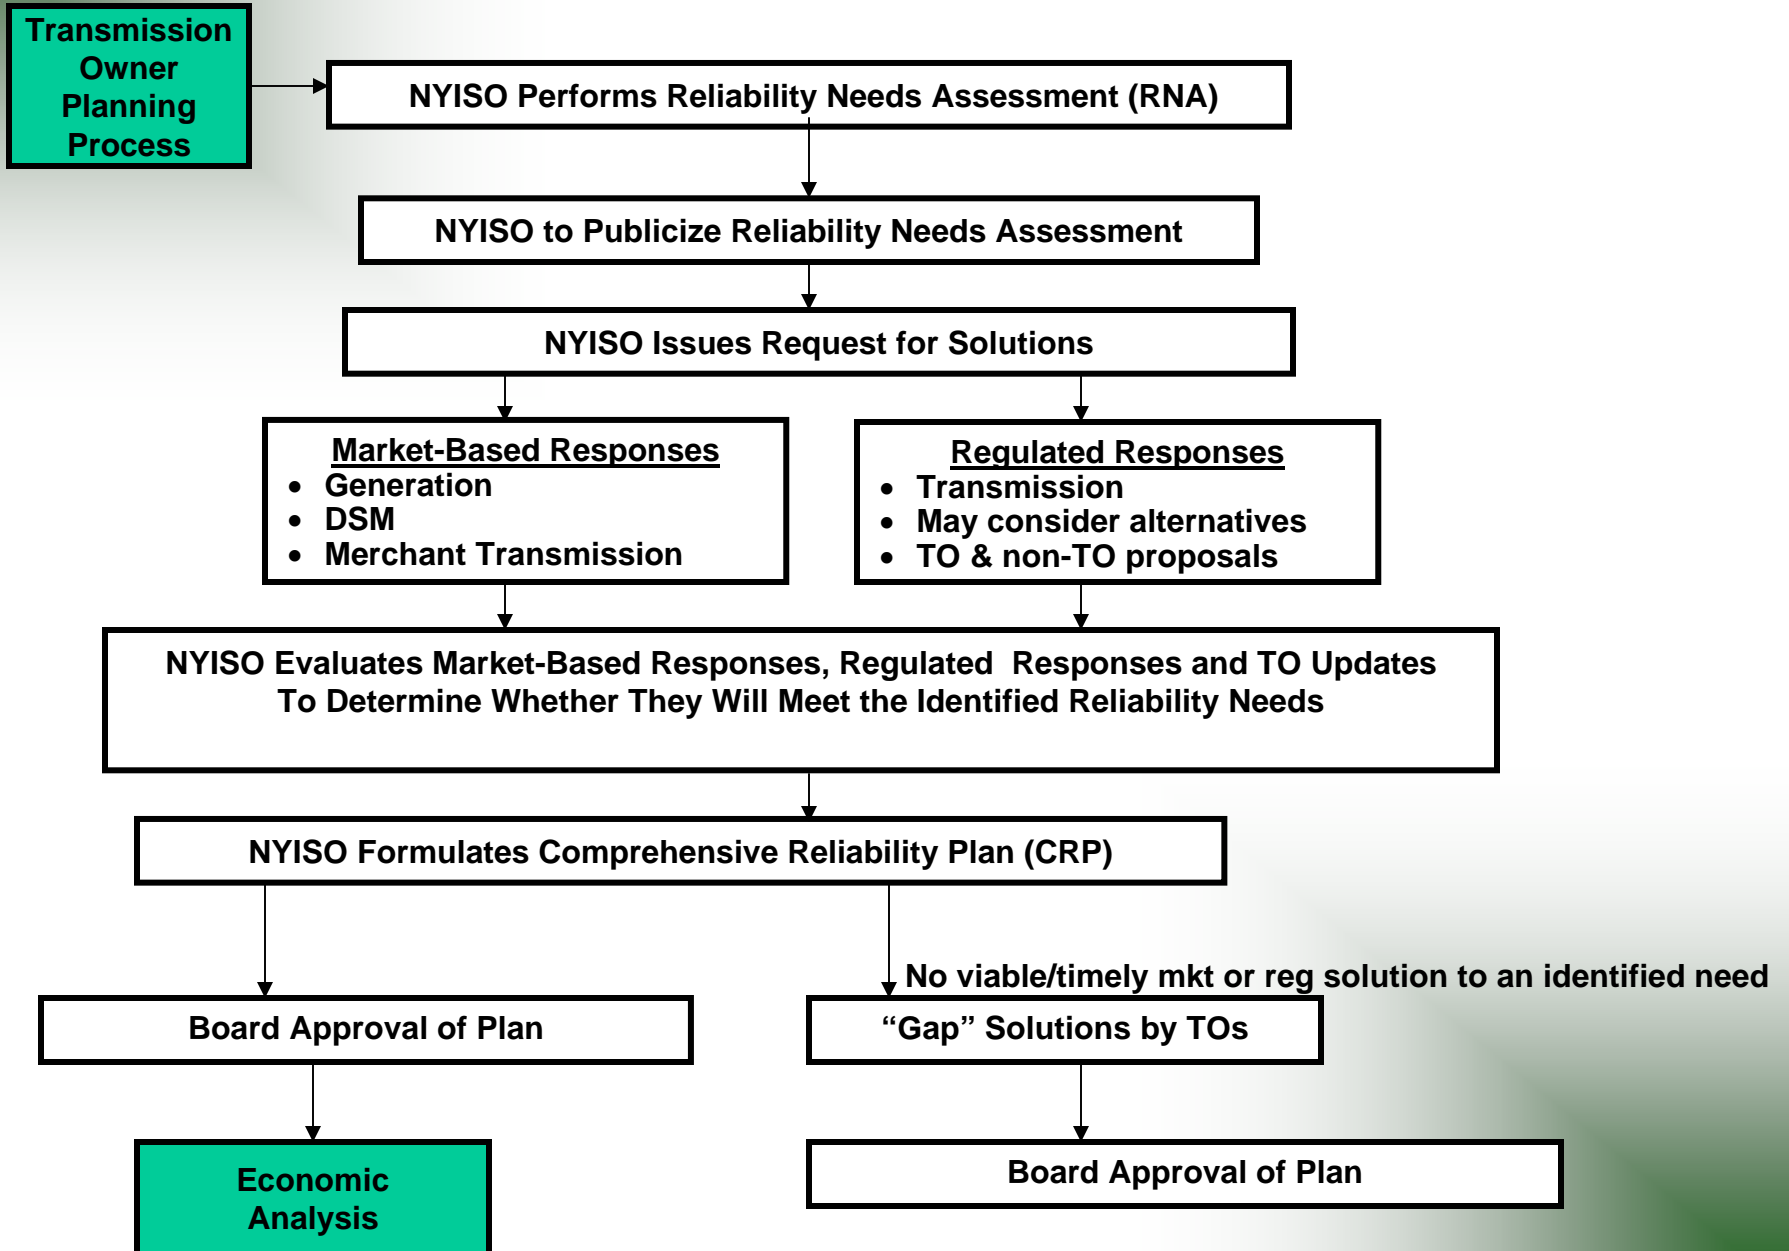 Transmission
Owner
Planning
Process
NYISO Performs Reliability Needs Assessment (RNA)
NYISO to Publicize Reliability Needs Assessment
NYISO Issues Request for Solutions
Market-Based Responses
• Generation
• DSM
• Merchant Transmission
Regulated Responses
• Transmission
• May consider alternatives
• TO & non-TO proposals
NYISO Evaluates Market-Based Responses, Regulated  Responses and TO Updates
To Determine Whether They Will Meet the Identified Reliability Needs
NYISO Formulates Comprehensive Reliability Plan (CRP)
No viable/timely mkt or reg solution to an identified need
Board Approval of Plan
“Gap” Solutions by TOs
Economic
Analysis
Board Approval of Plan